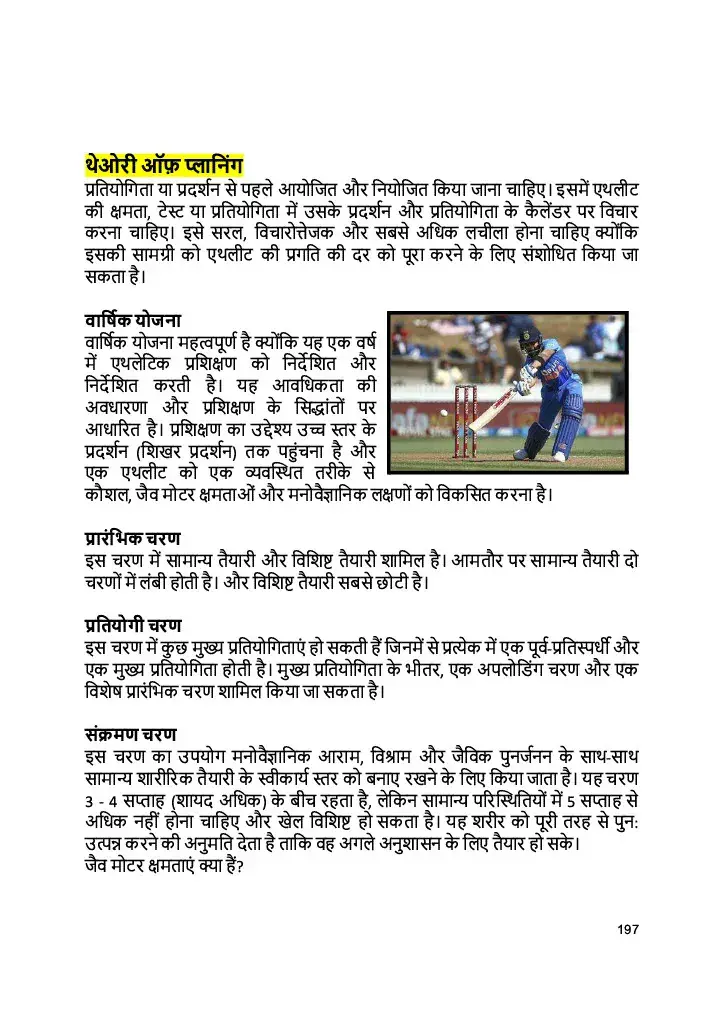 थेओरी ऑफ़ प्लानिंग
प्रतियोगिता या प्रदर्शन से पहले आयोजित और नियोजित किया जाना चाहिए। इसमें एथलीट
की क्षमता, टेस्ट या प्रतियोगिता में उसके प्रदर्शन और प्रतियोगिता के कैलेंडर पर विचार
करना चाहिए। इसे सरल, विचारोत्तेजक और सबसे अधिक लचीला होना चाहिए क्योंकि
इसकी सामग्री को एथलीट की प्रगति की दर को पूरा करने के लिए संशोधित किया जा
सकता है।
वार्षिक योजना
वार्षिक योजना महत्वपूर्ण है क्योंकि यह एक वर्ष
में एथलेटिक प्रशिक्षण को निर्देशित और
निर्देशित करती है। यह आवधिकता की
अवधारणा और प्रशिक्षण के सिद्धांतों पर
आधारित है। प्रशिक्षण का उद्देश्य उच्च स्तर के
प्रदर्शन (शिखर प्रदर्शन) तक पहुंचना है और
एक एथलीट को एक व्यवस्थित तरीके से
कौशल, जैव मोटर क्षमताओं और मनोवैज्ञानिक लक्षणों को विकसित करना है।
प्रारंभिक चरण
इस चरण में सामान्य तैयारी और विशिष्ट तैयारी शामिल है। आमतौर पर सामान्य तैयारी दो
चरणों में लंबी होती है। और विशिष्ट तैयारी सबसे छोटी है।
प्रतियोगी चरण
इस चरण में कुछ मुख्य प्रतियोगिताएं हो सकती हैं जिनमें से प्रत्येक में एक पूर्व-प्रतिस्पर्धी और
एक मुख्य प्रतियोगिता होती है। मुख्य प्रतियोगिता के भीतर, एक अपलोडिंग चरण और एक
विशेष प्रारंभिक चरण शामिल किया जा सकता है।
संक्रमण चरण
इस चरण का उपयोग मनोवैज्ञानिक आराम, विश्राम और जैविक पुनर्जनन के साथ-साथ
सामान्य शारीरिक तैयारी के स्वीकार्य स्तर को बनाए रखने के लिए किया जाता है। यह चरण
3 - 4 सप्ताह (शायद अधिक) के बीच रहता है, लेकिन सामान्य परिस्थितियों में 5 सप्ताह से
अधिक नहीं होना चाहिए और खेल विशिष्ट हो सकता है। यह शरीर को पूरी तरह से पुन:
उत्पन्न करने की अनुमति देता है ताकि वह अगले अनुशासन के लिए तैयार हो सके।
जैव मोटर क्षमताएं क्या हैं?
197